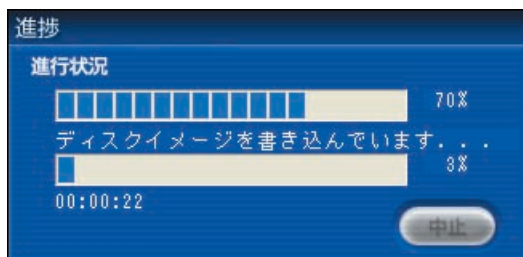 進捗
進行状況
70%
ディスクイメージを書き込んでいます...
3%
00:00:22
中止